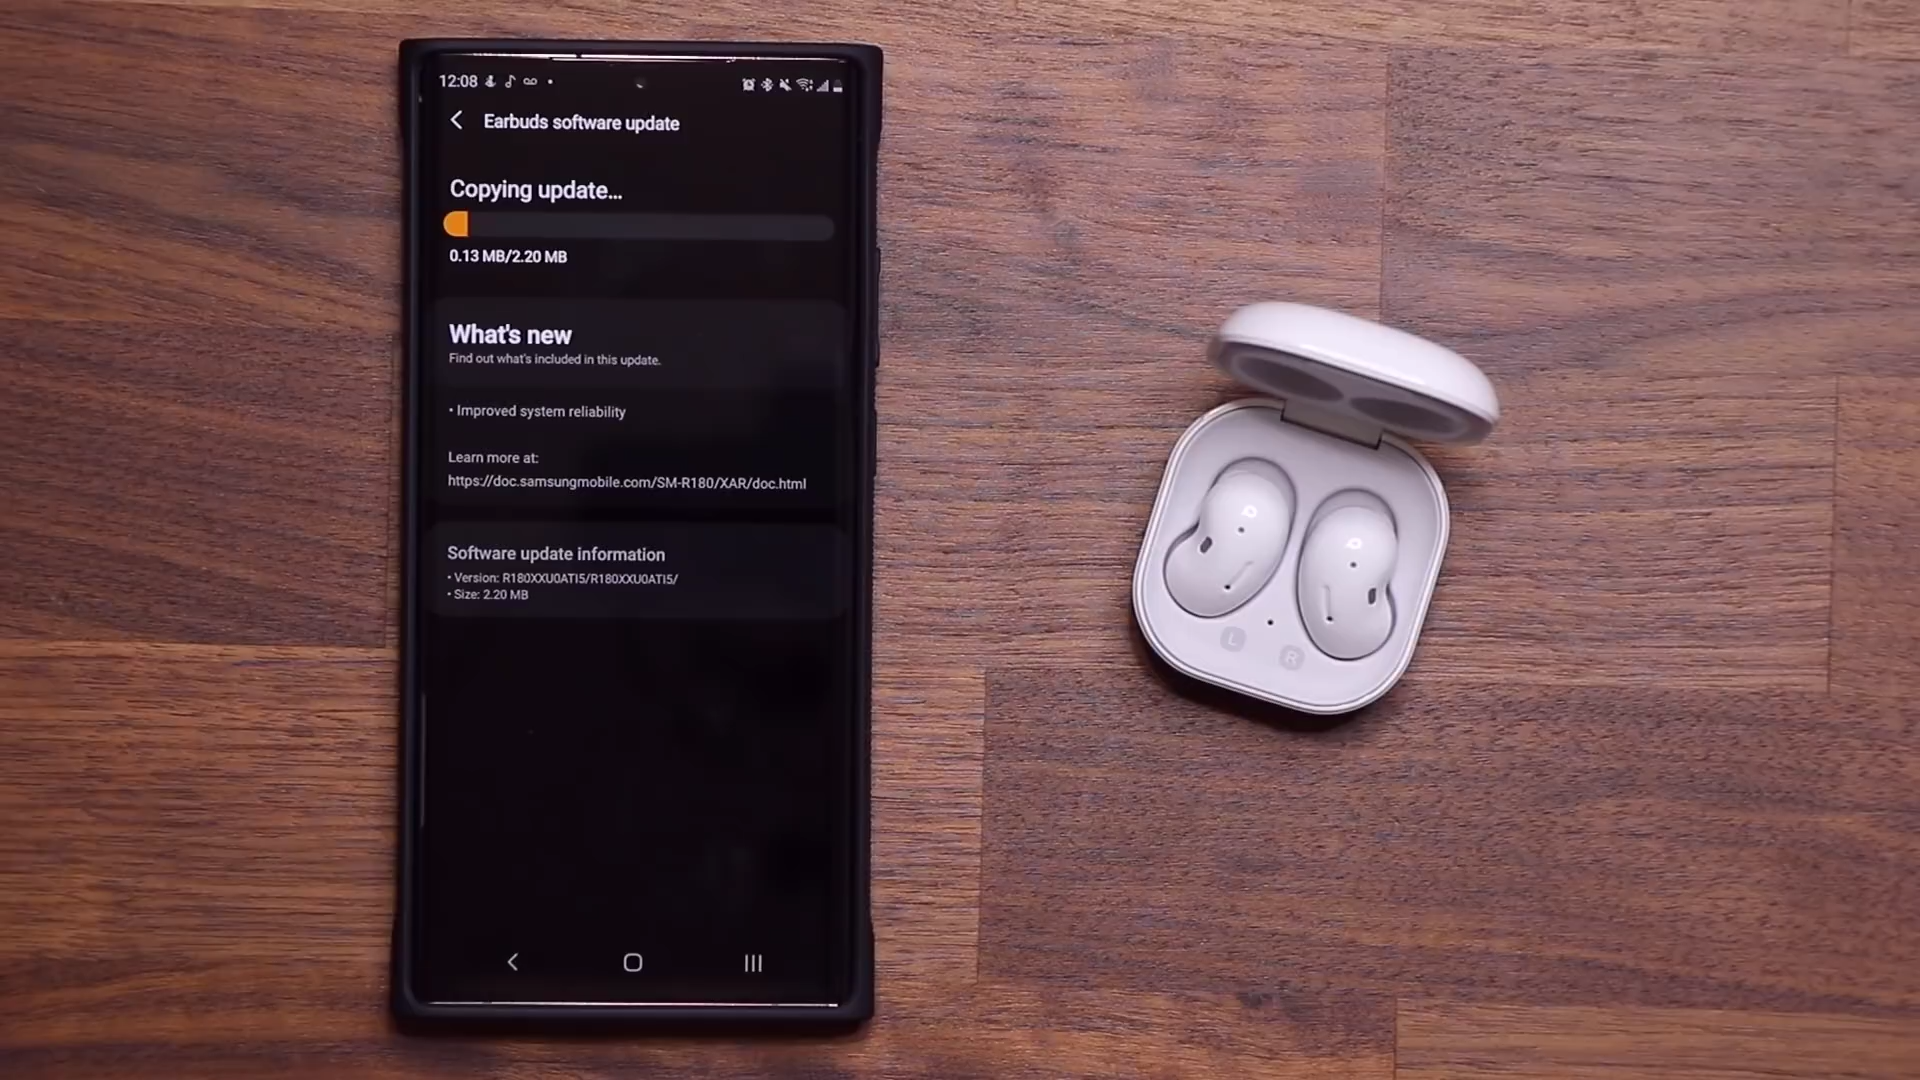 12:08
Earbuds software update
Copying update...
0.13 MB/2.20 MB
What's new
Find out what's included in this update.
• Improved system reliability
Learn more at:
https://doc.samsungmobile.com/SM-R180/XAR/doc.html
Software update information
• Version: R180XXU0ATI5/R180XXU0ATI5/
• Size: 2.20 MB
L
R